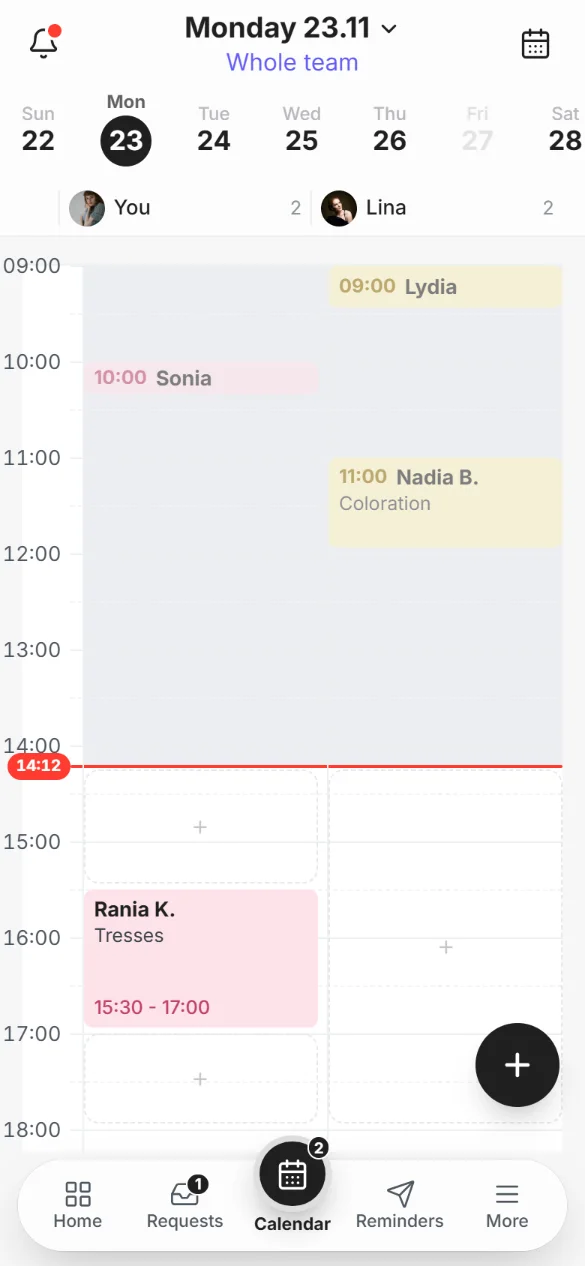 Monday 23.11
Whole team
Sun Mon Tue Wed Thu Fri Sat
22 23 24 25 26 27 28
You 2 Lina 2
09:00
09:00 Lydia
10:00
10:00 Sonia
11:00
11:00 Nadia B.
Coloration
12:00
13:00
14:00
14:12
+
15:00
Rania K.
Tresses
16:00
+
15:30 - 17:00
17:00
+
+
18:00
2
1
Home Requests Calendar Reminders More